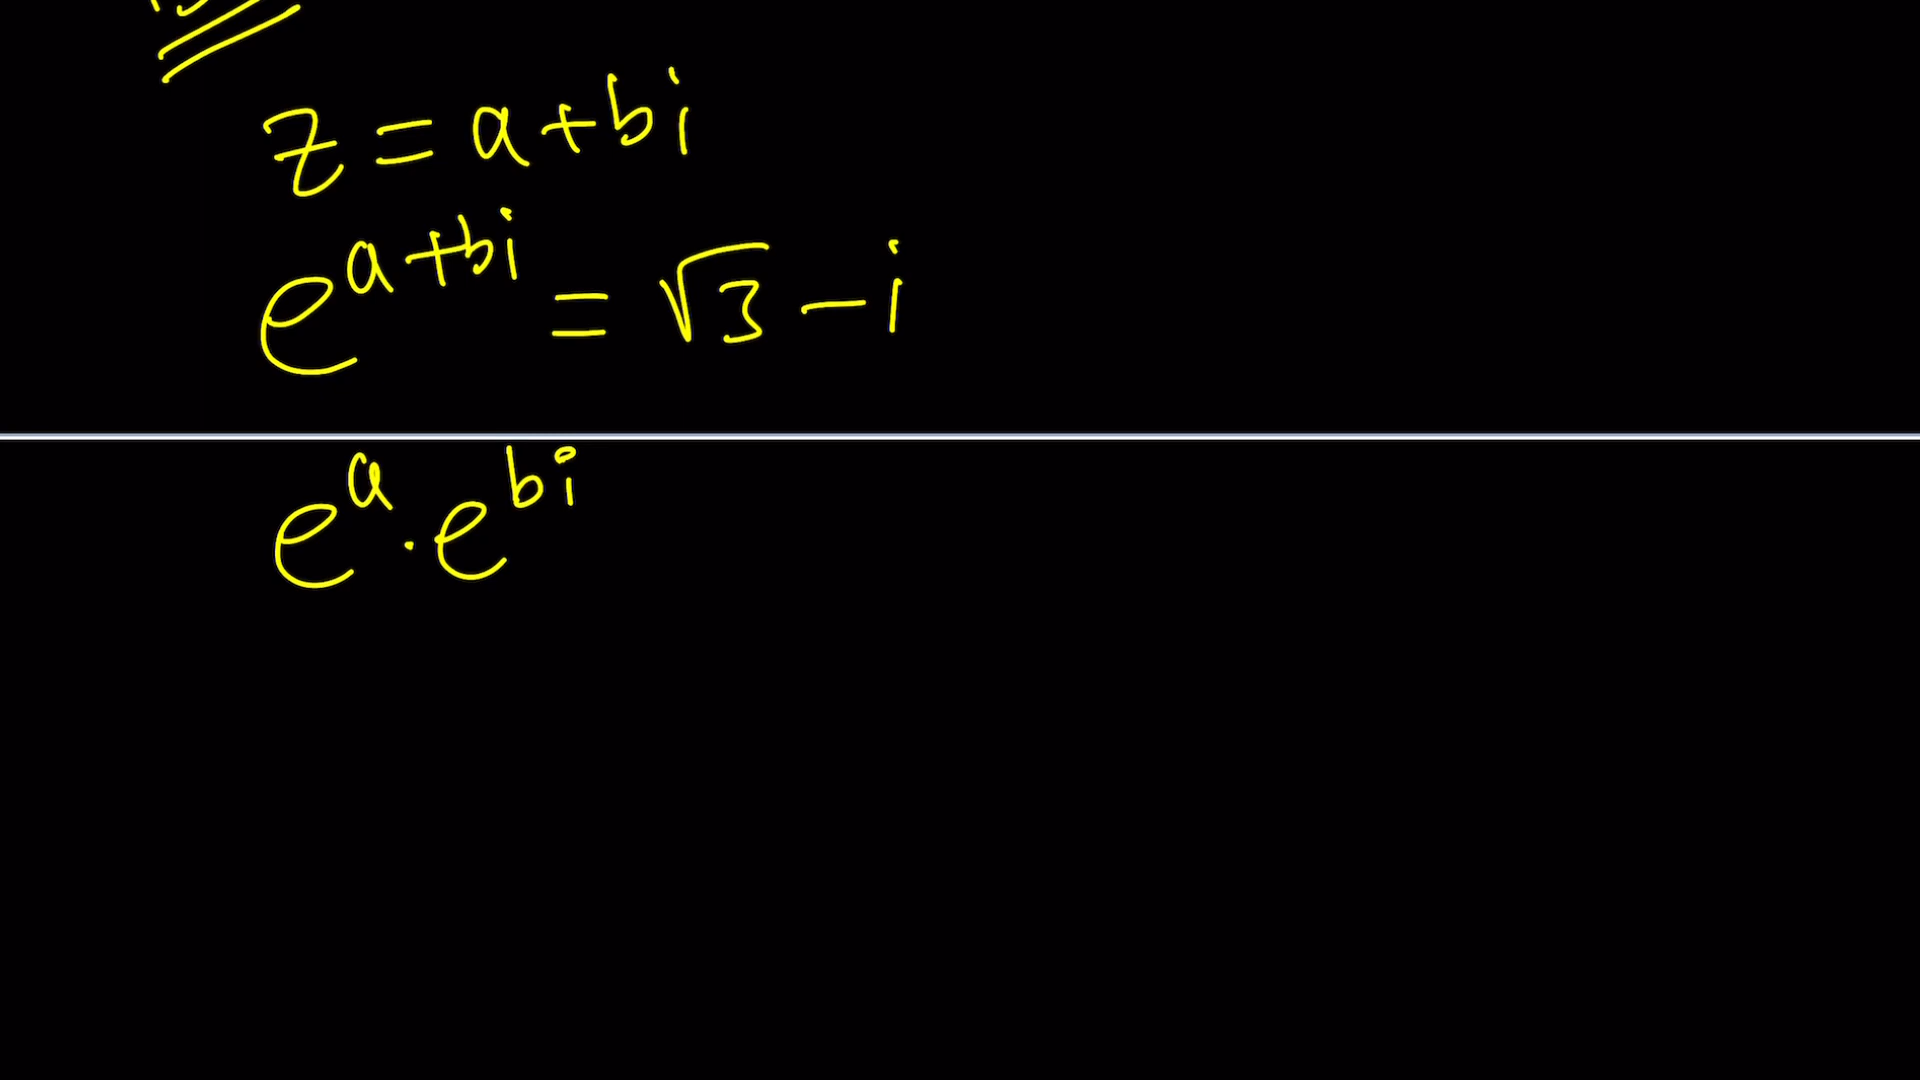 z = a+bi
e^{a+bi} = √3 – i
e^a · e^{bi}